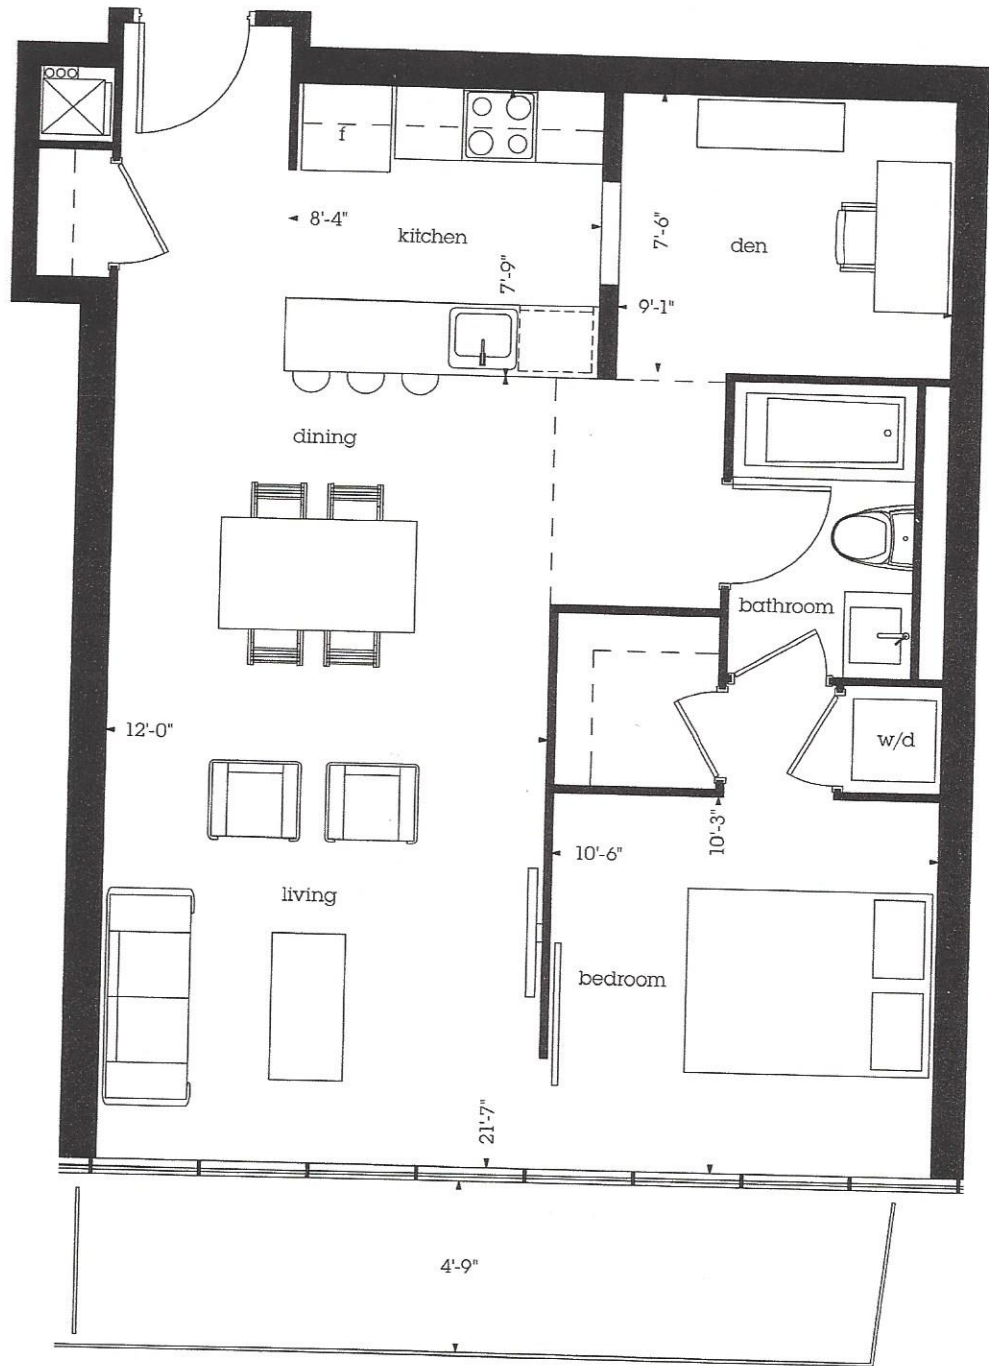 f
8'-4"
kitchen
7'-9"
7'-6"
den
9'-1"
dining
bathroom
12'-0"
w/d
10'-3"
10'-6"
living
bedroom
21'-7"
4'-9"